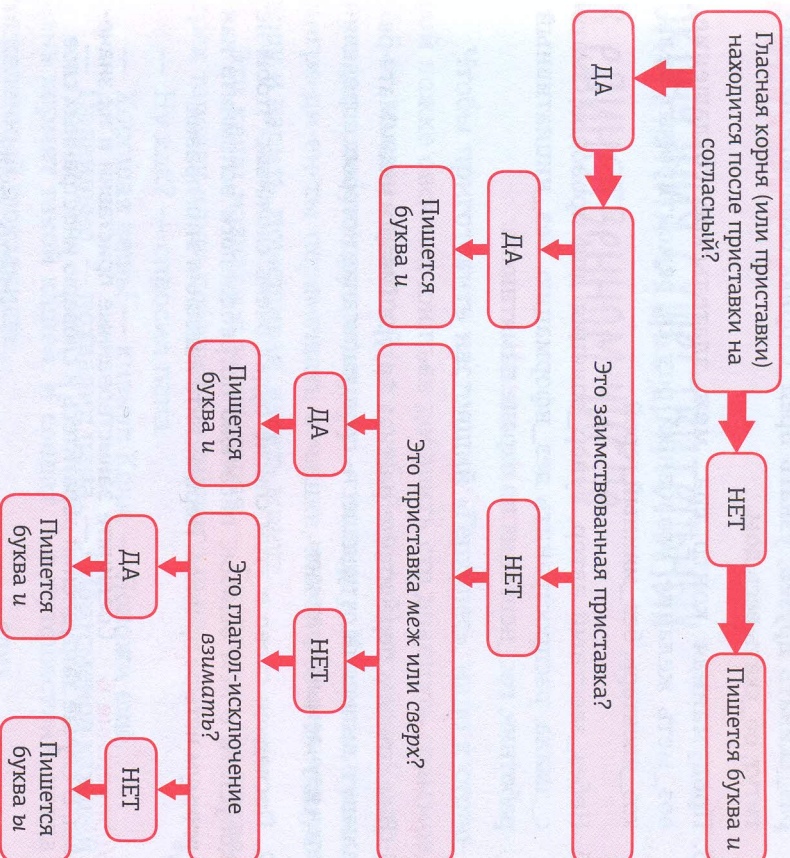 Гласная корня (или приставки)
находится после приставки на
согласный?
НЕТ
Пишется буква и
ДА
Это заимствованная приставка?
ДА
Пишется
буква и
НЕТ
Это приставка меж или сверх?
ДА
Пишется
буква и
НЕТ
Это глагол-исключение
взимать?
ДА
Пишется
буква и
НЕТ
Пишется
буква ы